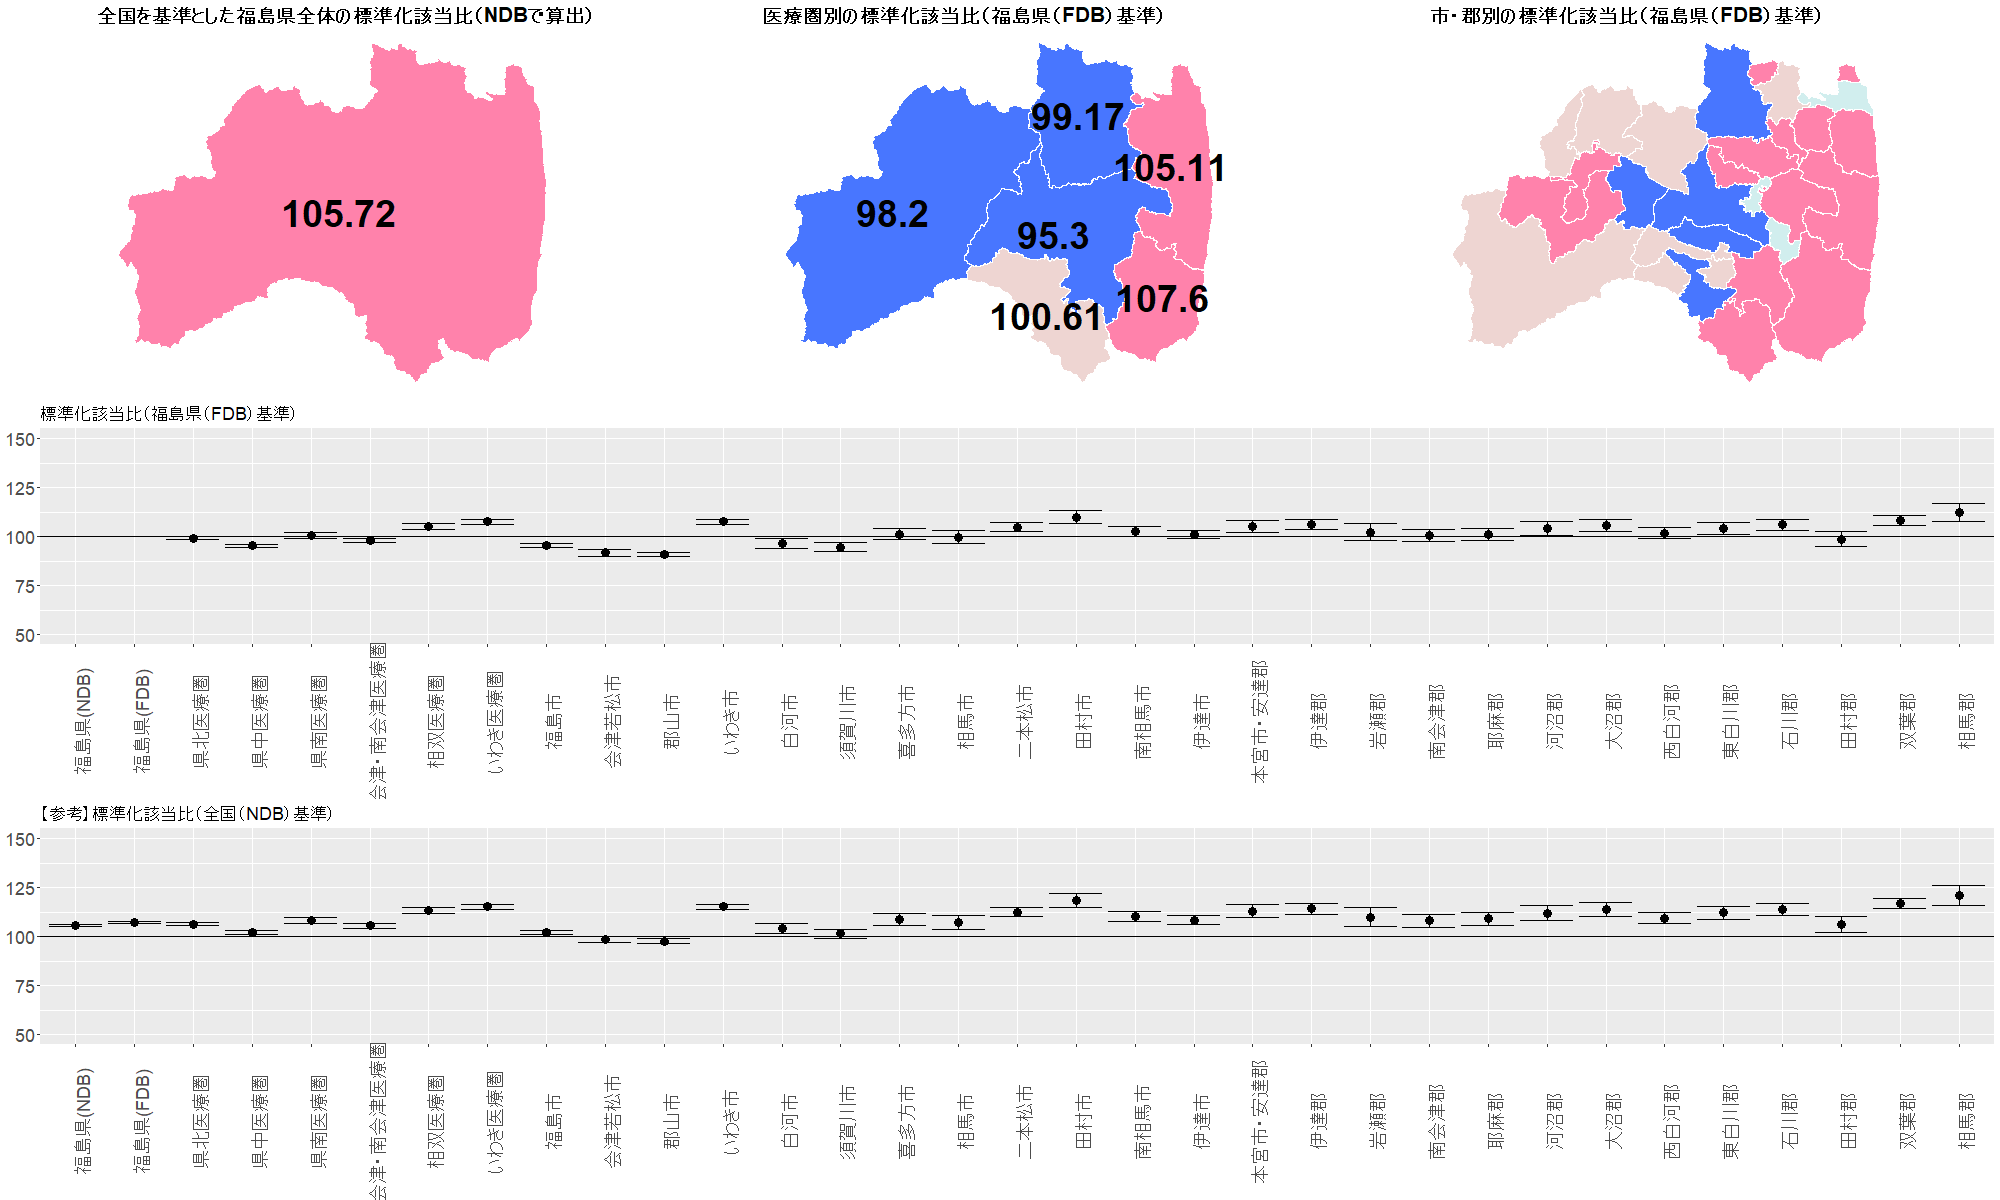 全国を基準とした福島県全体の標準化該当比（NDBで算出）
医療圏別の標準化該当比（福島県（FDB）基準）
市・郡別の標準化該当比（福島県（FDB）基準）
105.72
99.17
105.11
98.2
95.3
107.6
100.61
標準化該当比（福島県（FDB）基準）
150
125
100
75
50
福島県(NDB)
福島県(FDB)
県北医療圏
県中医療圏
県南医療圏
会津・南会津医療圏
相双医療圏
いわき医療圏
福島市
会津若松市
郡山市
いわき市
白河市
須賀川市
喜多方市
相馬市
二本松市
田村市
南相馬市
伊達市
本宮市・安達郡
伊達郡
岩瀬郡
南会津郡
耶麻郡
河沼郡
大沼郡
西白河郡
東白川郡
石川郡
田村郡
双葉郡
相馬郡
【参考】標準化該当比（全国（NDB）基準）
150
125
100
75
50
福島県(NDB)
福島県(FDB)
県北医療圏
県中医療圏
県南医療圏
会津・南会津医療圏
相双医療圏
いわき医療圏
福島市
会津若松市
郡山市
いわき市
白河市
須賀川市
喜多方市
相馬市
二本松市
田村市
南相馬市
伊達市
本宮市・安達郡
伊達郡
岩瀬郡
南会津郡
耶麻郡
河沼郡
大沼郡
西白河郡
東白川郡
石川郡
田村郡
双葉郡
相馬郡